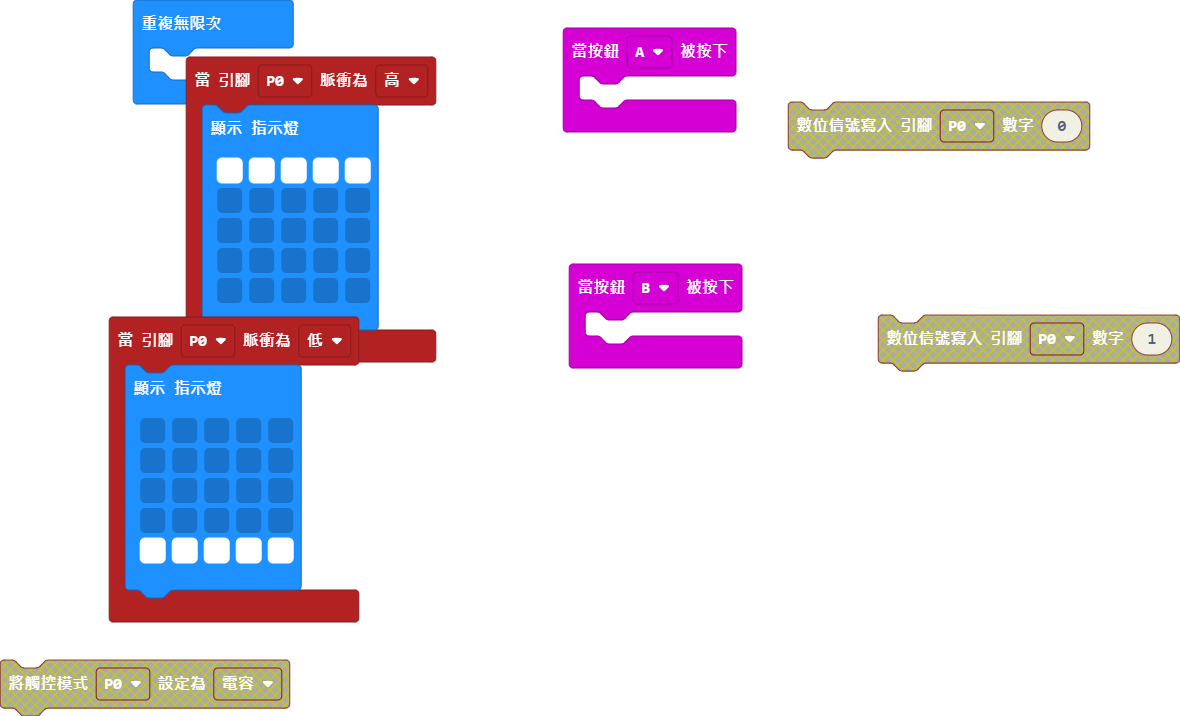 重複無限次
當 引腳 P0 脈衝為 高
顯示 指示燈
當 引腳 P0 脈衝為 低
顯示 指示燈
將觸控模式 P0 設定為 電容
當按鈕 A 被按下
數位信號寫入 引腳 P0 數字 0
當按鈕 B 被按下
數位信號寫入 引腳 P0 數字 1